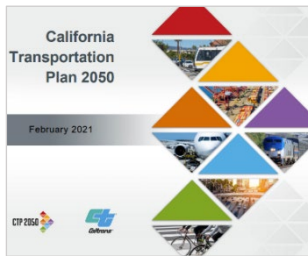 California
Transportation
Plan 2050
February 2021
CTP 2050
Caltrans